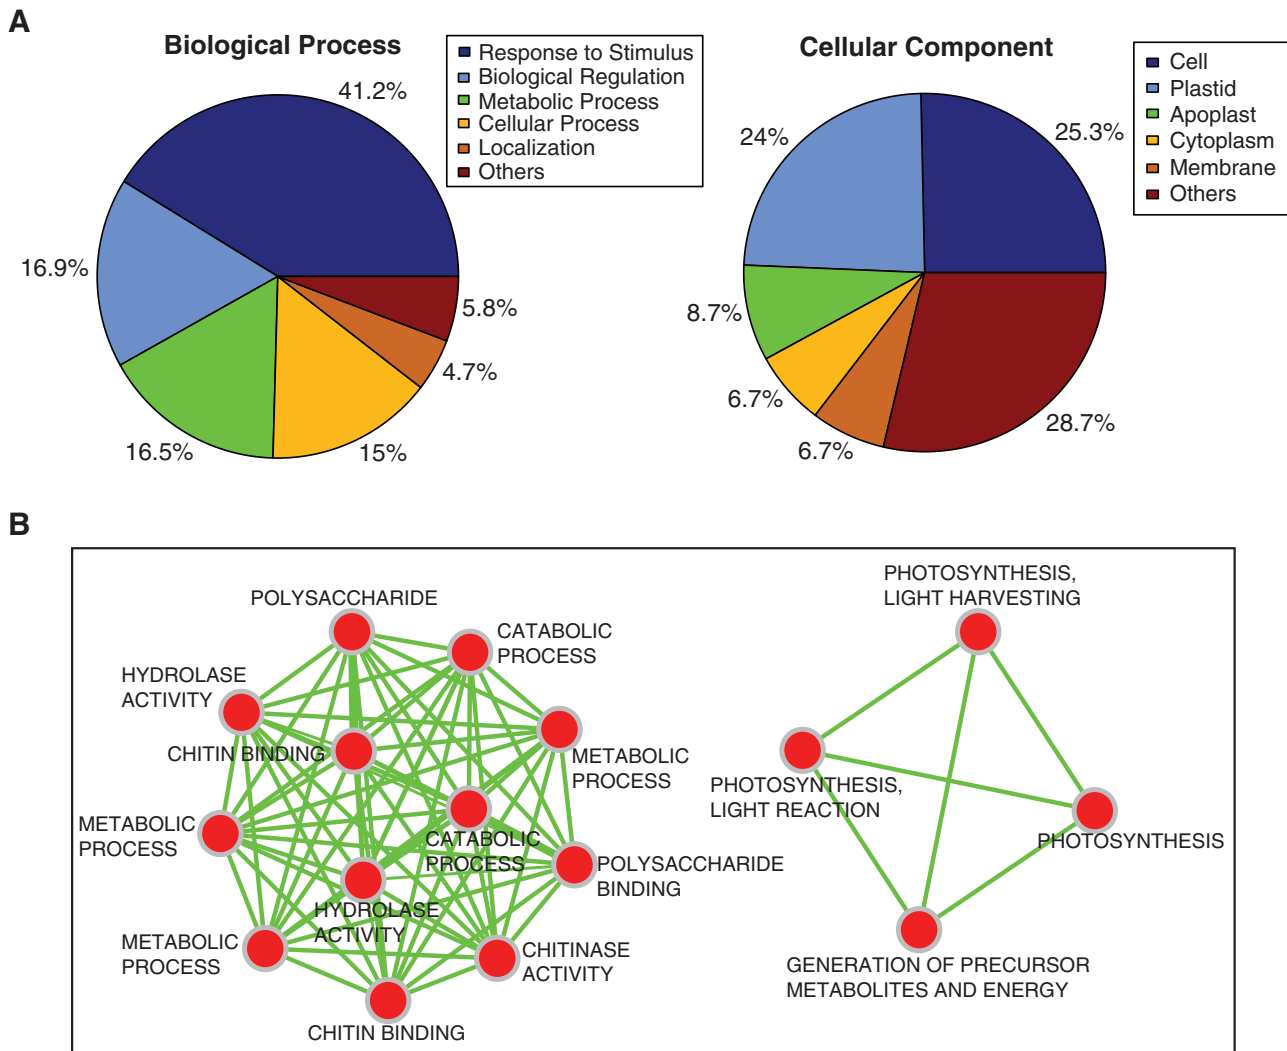 A
Biological Process
Response to Stimulus
Biological Regulation
Metabolic Process
Cellular Process
Localization
Others
41.2%
16.9%
16.5%
15%
4.7%
5.8%
Cellular Component
Cell
Plastid
Apoplast
Cytoplasm
Membrane
Others
25.3%
24%
8.7%
6.7%
6.7%
28.7%
B
POLYSACCHARIDE
CATABOLIC
PROCESS
HYDROLASE
ACTIVITY
CHITIN BINDING
METABOLIC
PROCESS
METABOLIC
PROCESS
CATABOLIC
PROCESS
POLYSACCHARIDE
BINDING
HYDROLASE
ACTIVITY
METABOLIC
PROCESS
CHITINASE
ACTIVITY
CHITIN BINDING
PHOTOSYNTHESIS,
LIGHT HARVESTING
PHOTOSYNTHESIS,
LIGHT REACTION
PHOTOSYNTHESIS
GENERATION OF PRECURSOR
METABOLITES AND ENERGY